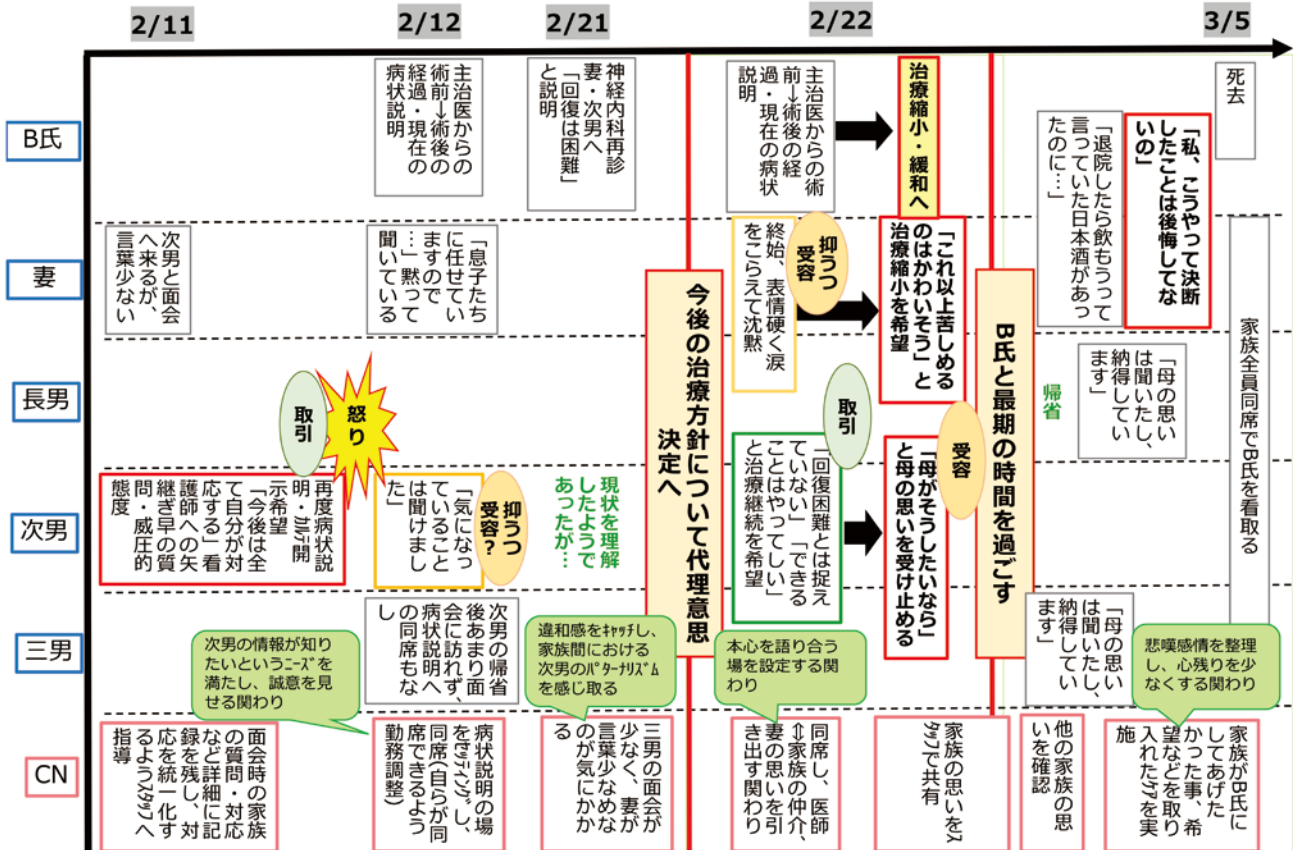 2/11
2/12
2/21
2/22
3/5
B氏
主治医からの
術前→術後の
経過・現在の
病状説明
神経内科再診
妻・次男へ
「回復は困難」
と説明
主治医からの術
前→術後の経
過・現在の病状
説明
治療縮小・緩和へ
「退院したら飲もうって
言っていた日本酒があっ
たのに…」
「私、こうやって決断
したことは後悔してな
いの」
死去
妻
次男と面会
へ来るが、
言葉少ない
「息子たち
に任せてい
ますので
…」黙って
聞いている
終始、表情硬く涙
をこらえて沈黙
抑うつ
受容
「これ以上苦しめる
のはかわいそう」と
治療縮小を希望
今後の治療方針について代理意思
決定へ
B氏と最期の時間を過ごす
家族全員同席でB氏を看取る
長男
取引
怒り
取引
受容
帰省
「母の思い
は聞いたし、
納得してい
ます」
次男
再度病状説
明・ｶﾙﾃ開
示希望
「今後は全
て自分が対
応する」看
護師への矢
継ぎ早の質
問・威圧的
態度
「気になっ
ていること
は聞けまし
た」
抑うつ
受容？
現状を理解
したようで
あったが…
「回復困難とは捉え
ていない」「できる
ことはやってほしい」
と治療継続を希望
「母がそうしたいなら」
と母の思いを受け止める
三男
次男の情報が知り
たいというﾆｰｽﾞを
満たし、誠意を見
せる関わり
次男の帰省
後あまり面
会に訪れず、
病状説明へ
の同席もな
し
違和感をｷｬｯﾁし、
家族間における
次男のﾊﾟﾀｰﾅﾘｽﾞﾑ
を感じ取る
本心を語り合う
場を設定する関
わり
「母の思い
は聞いたし、
納得してい
ます」
悲嘆感情を整理
し、心残りを少
なくする関わり
CN
面会時の家族
の質問・対応
など詳細に記
録を残し、対
応を統一化す
るようｽﾀｯﾌへ
指導
病状説明の場
をｾｯﾃｨﾝｸﾞし、
同席（自らが同
席できるよう
勤務調整）
三男の面会が
少なく、妻が
言葉少なめな
のが気にかか
る
同席し、医師
⇔家族の仲介、
妻の思いを引
き出す関わり
家族の思いをｽ
ﾀｯﾌで共有
他の家族の思
いを確認
家族がB氏に
してあげた
かった事、希
望などを取り
入れたｹｱを実
施